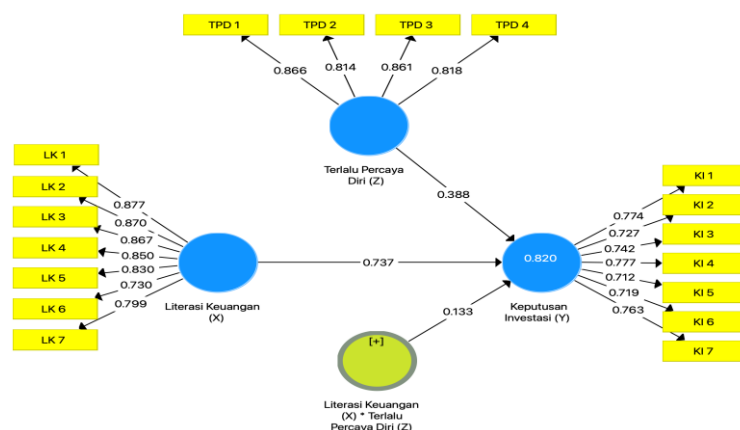 TPD 1
TPD 2
TPD 3
TPD 4
0.866
0.814
0.861
0.818
Terlalu Percaya
Diri (Z)
LK 1
LK 2
LK 3
LK 4
LK 5
LK 6
LK 7
0.877
0.870
0.867
0.850
0.830
0.730
0.799
Literasi Keuangan
(X)
0.388
0.737
0.133
0.820
Keputusan
Investasi (Y)
0.774
0.727
0.742
0.777
0.712
0.719
0.763
KI 1
KI 2
KI 3
KI 4
KI 5
KI 6
KI 7
[+]
Literasi Keuangan
(X) * Terlalu
Percaya Diri (Z)